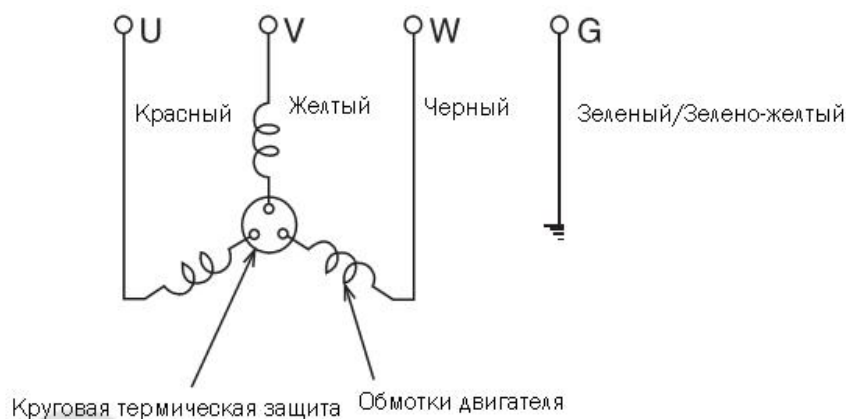 U V W G
Красный Желтый Черный Зеленый/Зелено-желтый
Круговая термическая защита Обмотки двигателя